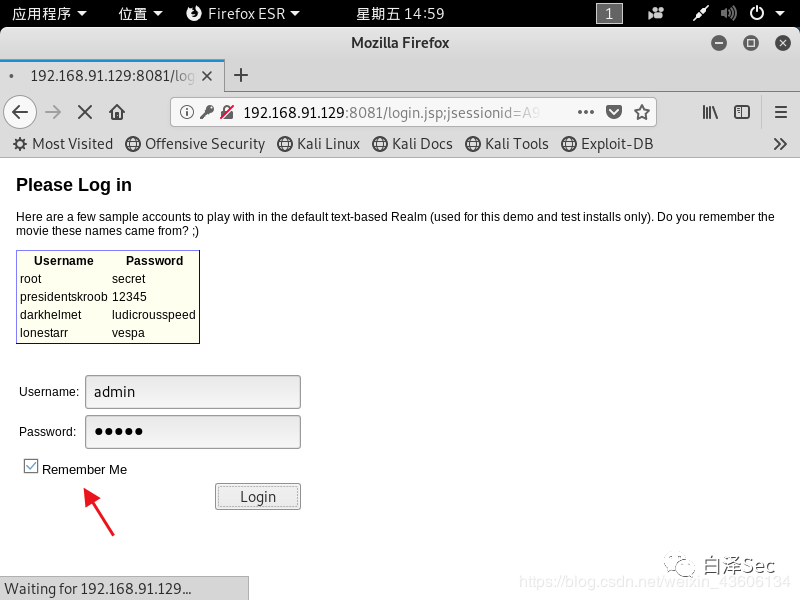 应用程序 位置 Firefox ESR 星期五 14:59 1
Mozilla Firefox
192.168.91.129:8081/log
192.168.91.129:8081/login.jsp;jsessionid=A9
Most Visited Offensive Security Kali Linux Kali Docs Kali Tools Exploit-DB
Please Log in
Here are a few sample accounts to play with in the default text-based Realm (used for this demo and test installs only). Do you remember the
movie these names came from? ;)
Username Password
root secret
presidentskroob 12345
darkhelmet ludicrousspeed
lonestarr vespa
Username: admin
Password: ●●●●●
Remember Me
Login
白泽Sec
https://blog.csdn.net/weixin_43606134
Waiting for 192.168.91.129...